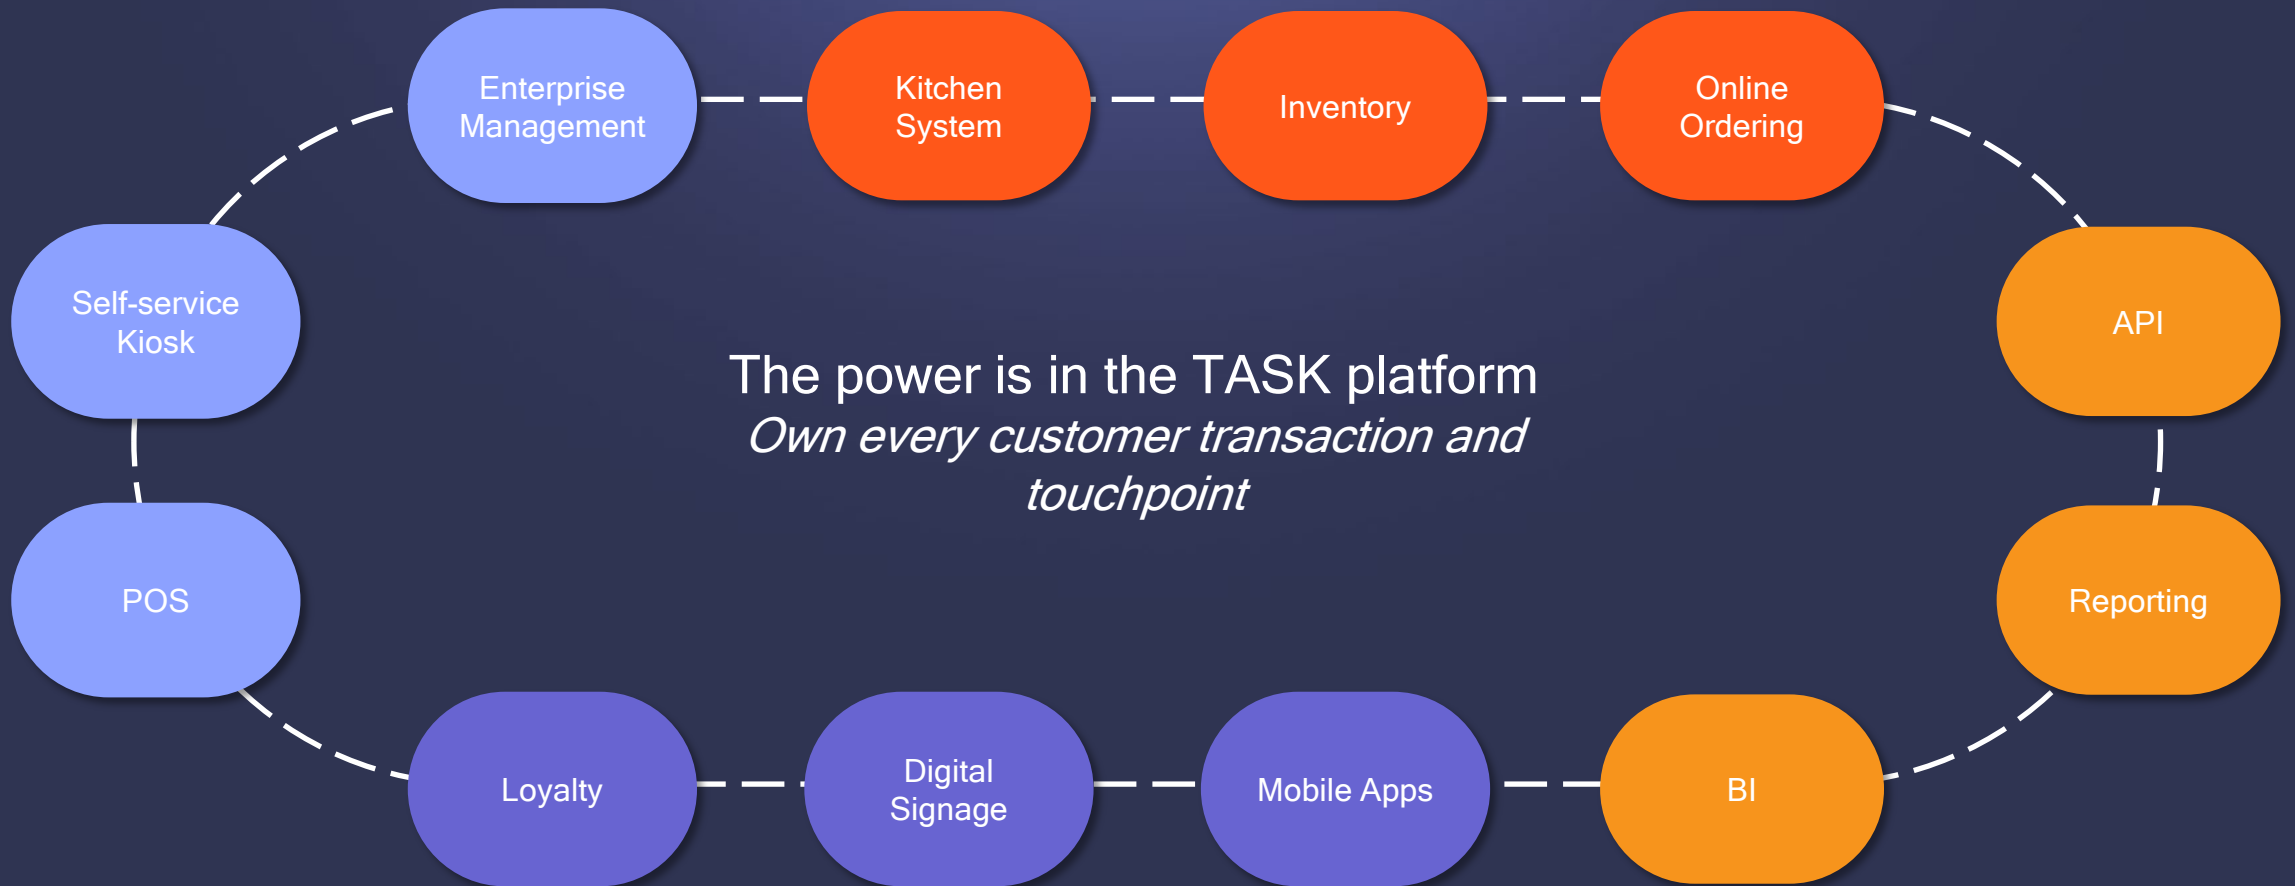 Enterprise
Management
Kitchen
System
Inventory
Online
Ordering
Self-service
Kiosk
API
The power is in the TASK platform
Own every customer transaction and
touchpoint
POS
Reporting
Loyalty
Digital
Signage
Mobile Apps
BI